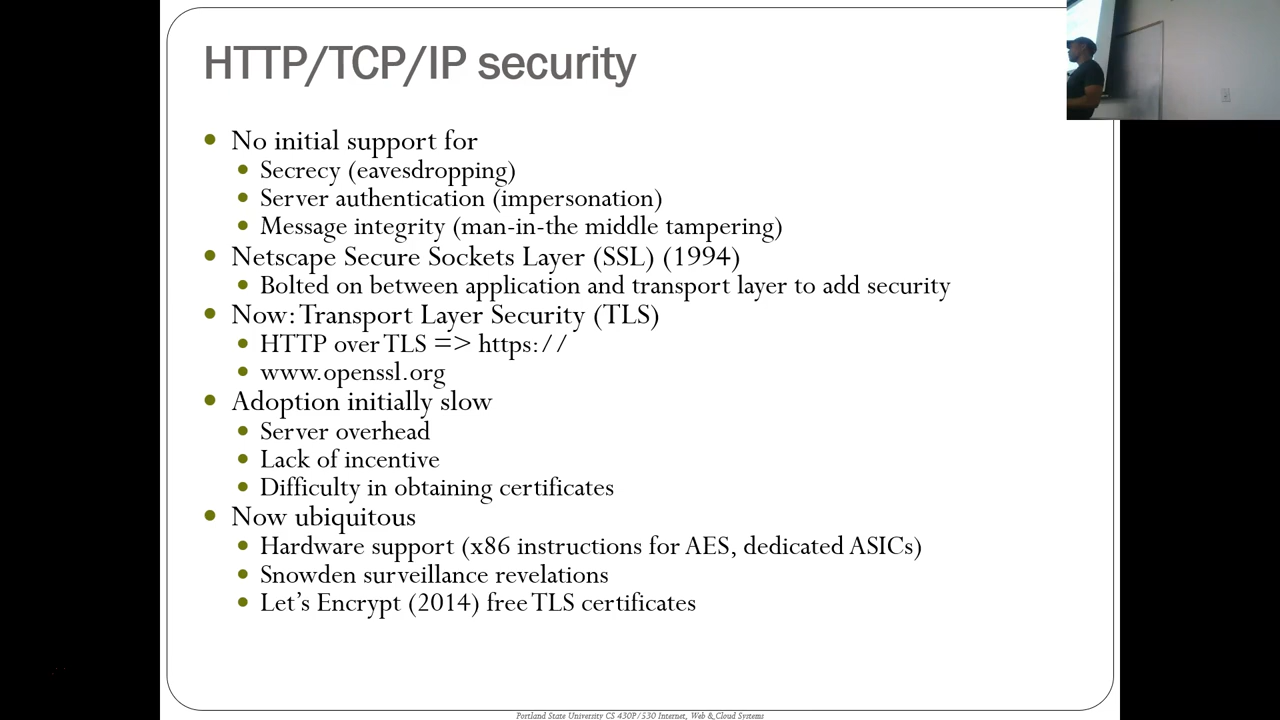 HTTP/TCP/IP security
No initial support for
Secrecy (eavesdropping)
Server authentication (impersonation)
Message integrity (man-in-the middle tampering)
Netscape Secure Sockets Layer (SSL) (1994)
Bolted on between application and transport layer to add security
Now: Transport Layer Security (TLS)
HTTP over TLS => https://
www.openssl.org
Adoption initially slow
Server overhead
Lack of incentive
Difficulty in obtaining certificates
Now ubiquitous
Hardware support (x86 instructions for AES, dedicated ASICs)
Snowden surveillance revelations
Let's Encrypt (2014) free TLS certificates
Portland State University CS 430P/530 Internet, Web & Cloud Systems